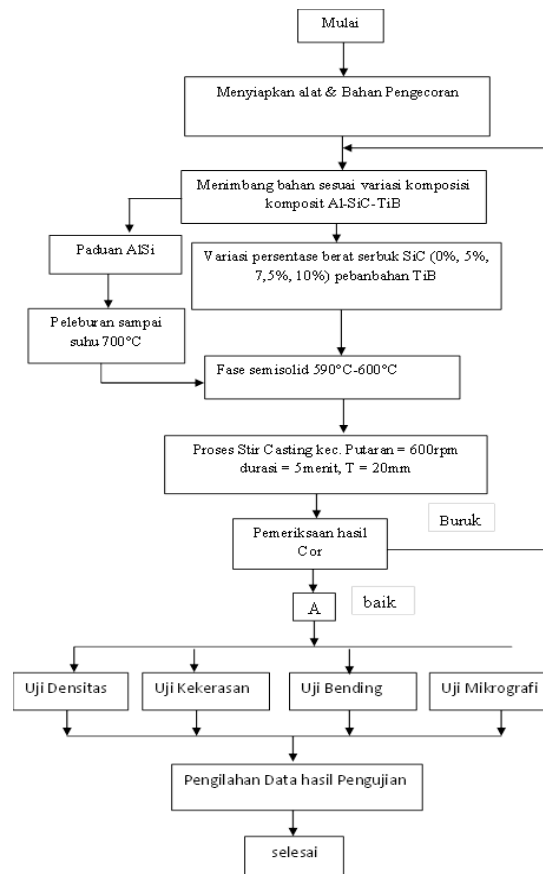 Mulai
Menyiapkan alat & Bahan Pengecoran
Menimbang bahan sesuai variasi komposisi
komposit Al-SiC-TiB
Paduan AlSi
Variasi persentase berat serbuk SiC (0%, 5%,
7,5%, 10%) pebanbahan TiB
Peleburan sampai
suhu 700°C
Fase semisolid 590°C-600°C
Proses Stir Casting kec. Putaran = 600rpm
durasi = 5menit, T = 20mm
Buruk
Pemeriksaan hasil
Cor
A
baik
Uji Densitas
Uji Kekerasan
Uji Bending
Uji Mikrografi
Pengilahan Data hasil Pengujian
selesai